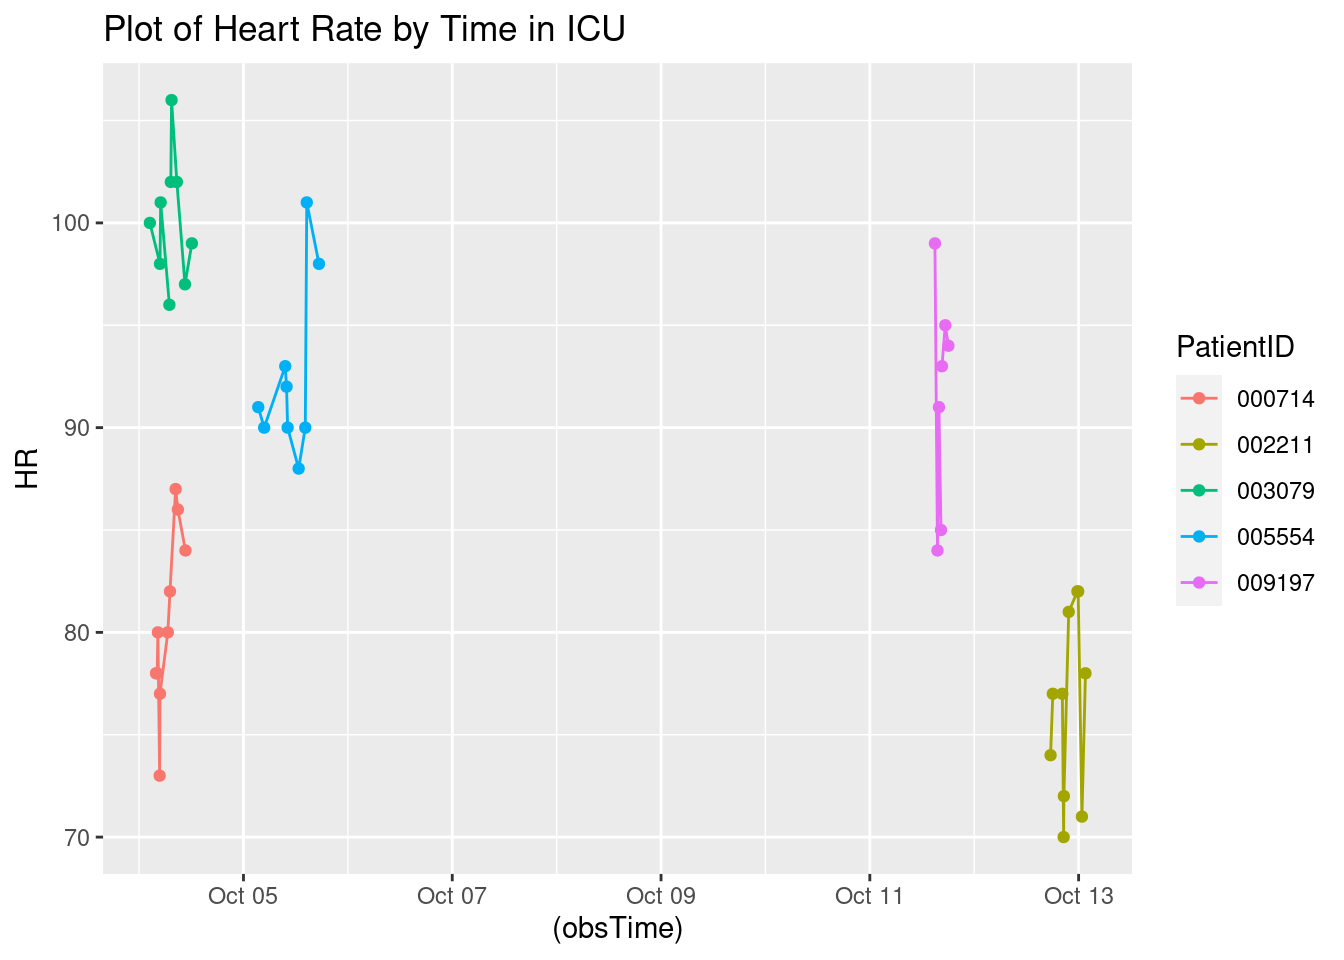 Plot of Heart Rate by Time in ICU
HR
100
90
80
70
Oct 05
Oct 07
Oct 09
Oct 11
Oct 13
(obsTime)
PatientID
000714
002211
003079
005554
009197